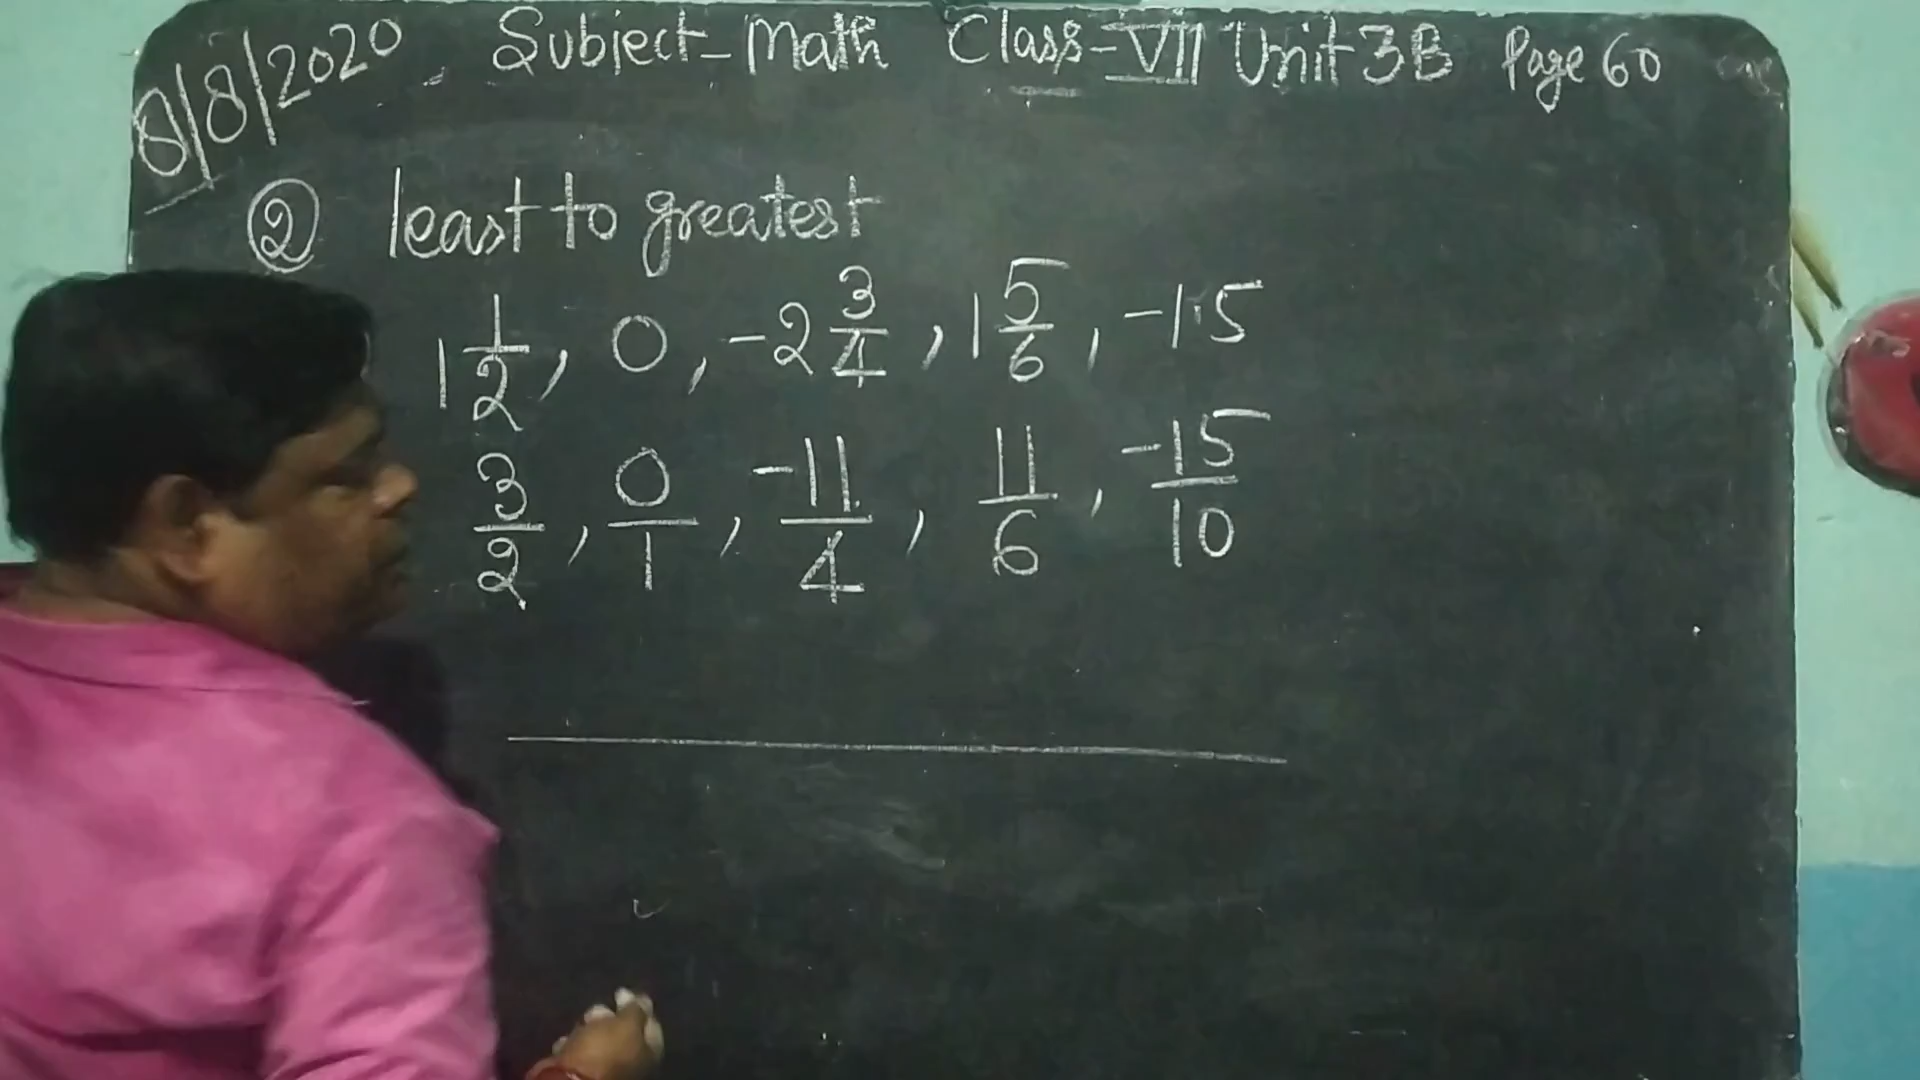 8/8/2020 Subject-Math Class-VII Unit 3B Page 60
② least to greatest
1 1/2, 0, -2 3/4, 1 5/6, -1.5
3/2, 0/1, -11/4, 11/6, -15/10